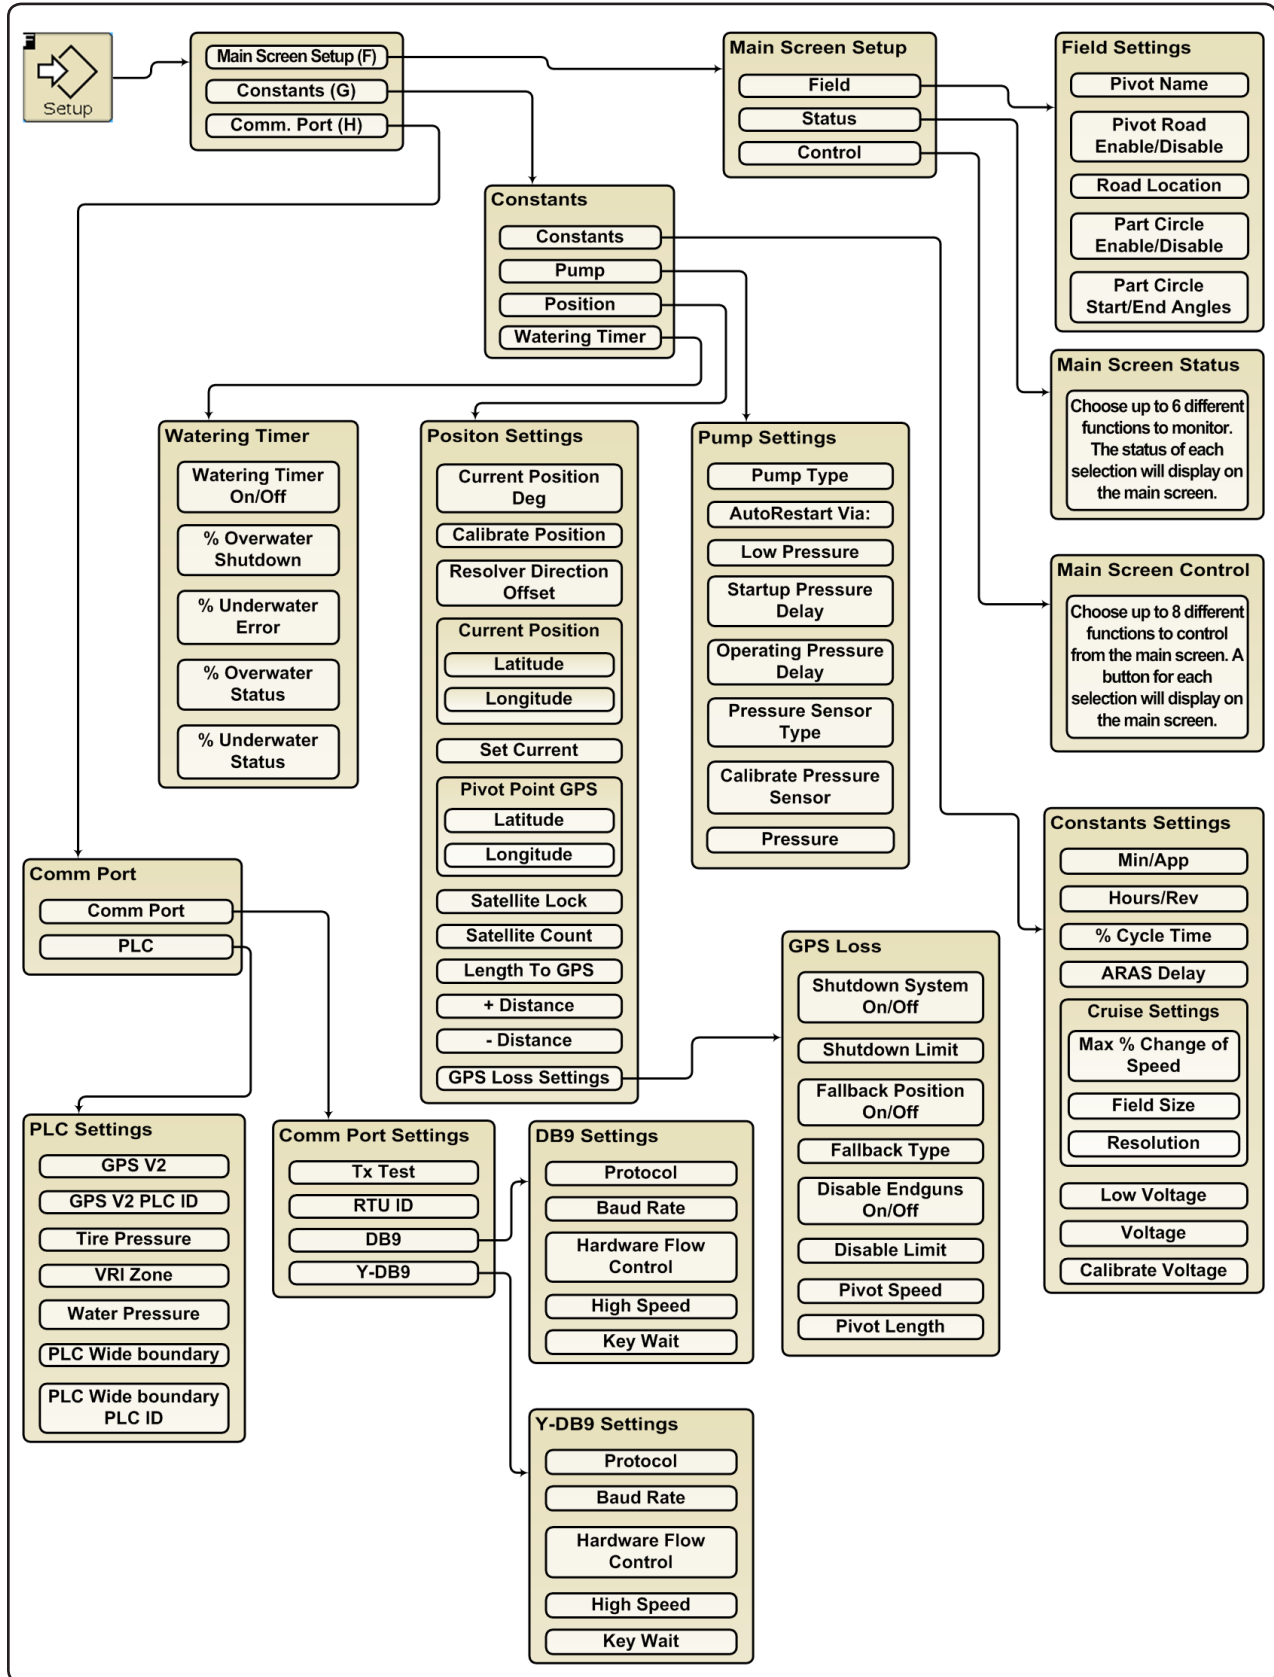 F
Setup
Main Screen Setup (F)
Constants (G)
Comm. Port (H)
Main Screen Setup
Field
Status
Control
Field Settings
Pivot Name
Pivot Road
Enable/Disable
Road Location
Part Circle
Enable/Disable
Part Circle
Start/End Angles
Constants
Constants
Pump
Position
Watering Timer
Main Screen Status
Choose up to 6 different
functions to monitor.
The status of each
selection will display on
the main screen.
Main Screen Control
Choose up to 8 different
functions to control
from the main screen. A
button for each
selection will display on
the main screen.
Watering Timer
Watering Timer
On/Off
% Overwater
Shutdown
% Underwater
Error
% Overwater
Status
% Underwater
Status
Positon Settings
Current Position
Deg
Calibrate Position
Resolver Direction
Offset
Current Position
Latitude
Longitude
Set Current
Pivot Point GPS
Latitude
Longitude
Satellite Lock
Satellite Count
Length To GPS
+ Distance
- Distance
GPS Loss Settings
Pump Settings
Pump Type
AutoRestart Via:
Low Pressure
Startup Pressure
Delay
Operating Pressure
Delay
Pressure Sensor
Type
Calibrate Pressure
Sensor
Pressure
Constants Settings
Min/App
Hours/Rev
% Cycle Time
ARAS Delay
Cruise Settings
Max % Change of
Speed
Field Size
Resolution
Low Voltage
Voltage
Calibrate Voltage
Comm Port
Comm Port
PLC
GPS Loss
Shutdown System
On/Off
Shutdown Limit
Fallback Position
On/Off
Fallback Type
Disable Endguns
On/Off
Disable Limit
Pivot Speed
Pivot Length
PLC Settings
GPS V2
GPS V2 PLC ID
Tire Pressure
VRI Zone
Water Pressure
PLC Wide boundary
PLC Wide boundary
PLC ID
Comm Port Settings
Tx Test
RTU ID
DB9
Y-DB9
DB9 Settings
Protocol
Baud Rate
Hardware Flow
Control
High Speed
Key Wait
Y-DB9 Settings
Protocol
Baud Rate
Hardware Flow
Control
High Speed
Key Wait